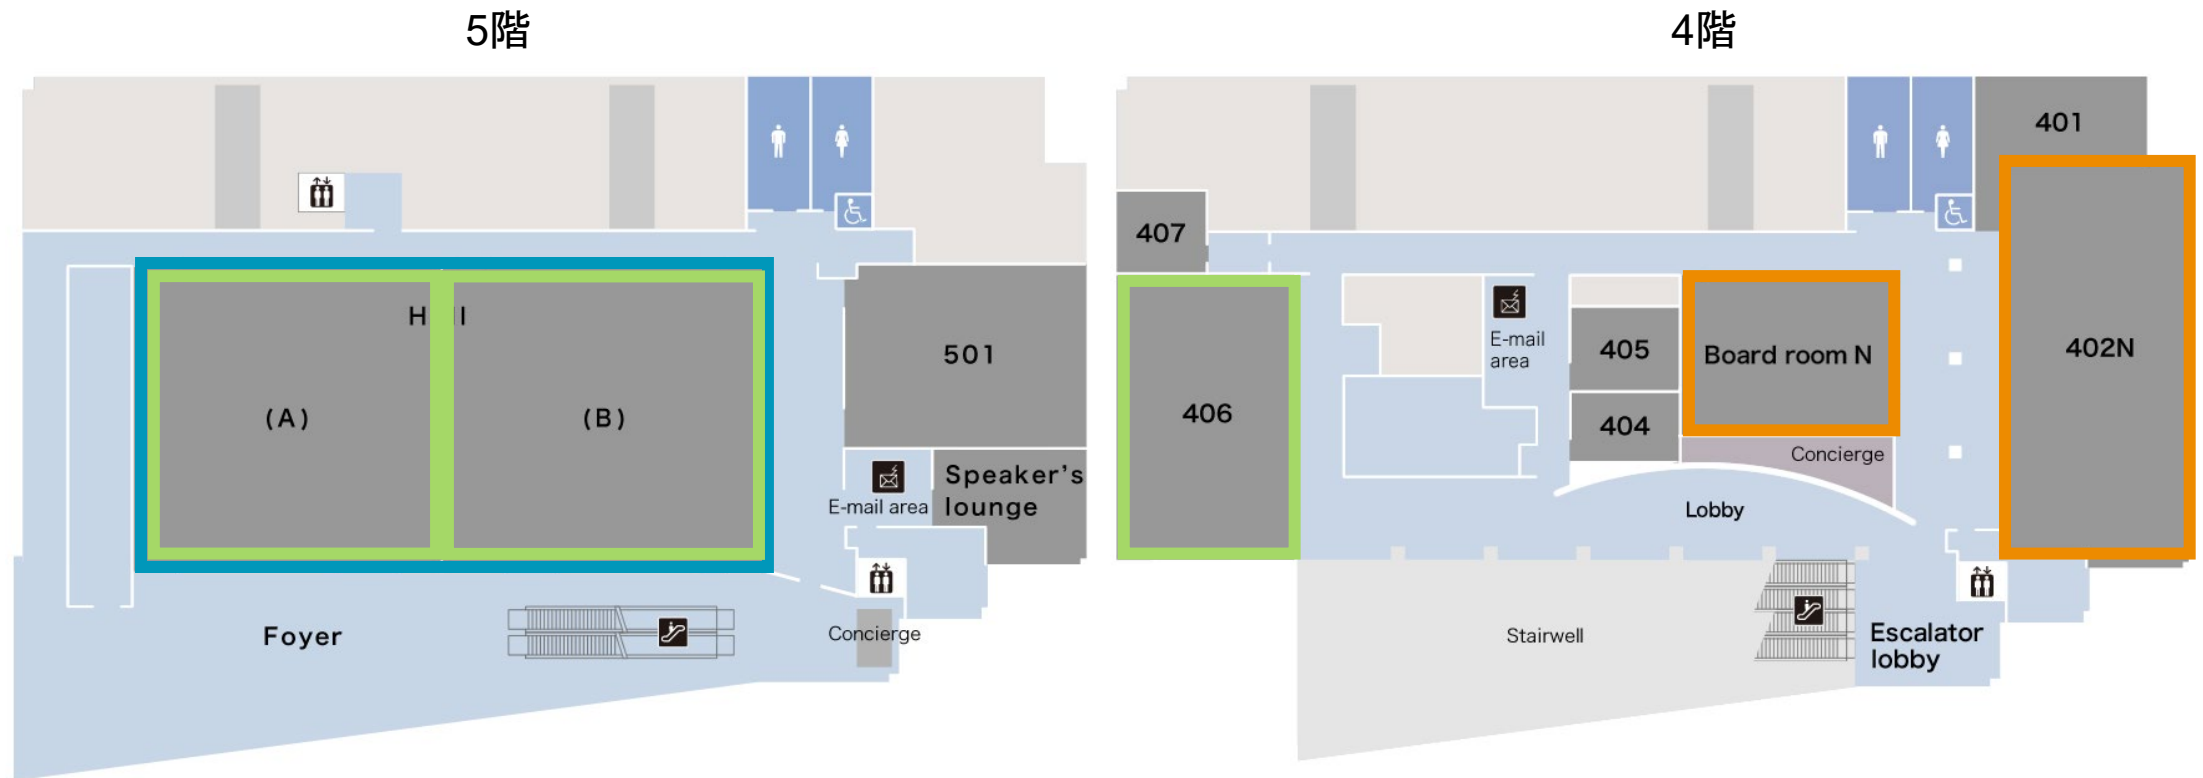 5階
4階
H ll
(A)
(B)
501
E-mail area
Speaker's
lounge
Foyer
Concierge
401
407
406
E-mail
area
405
404
Board room N
402N
Concierge
Lobby
Stairwell
Escalator
lobby